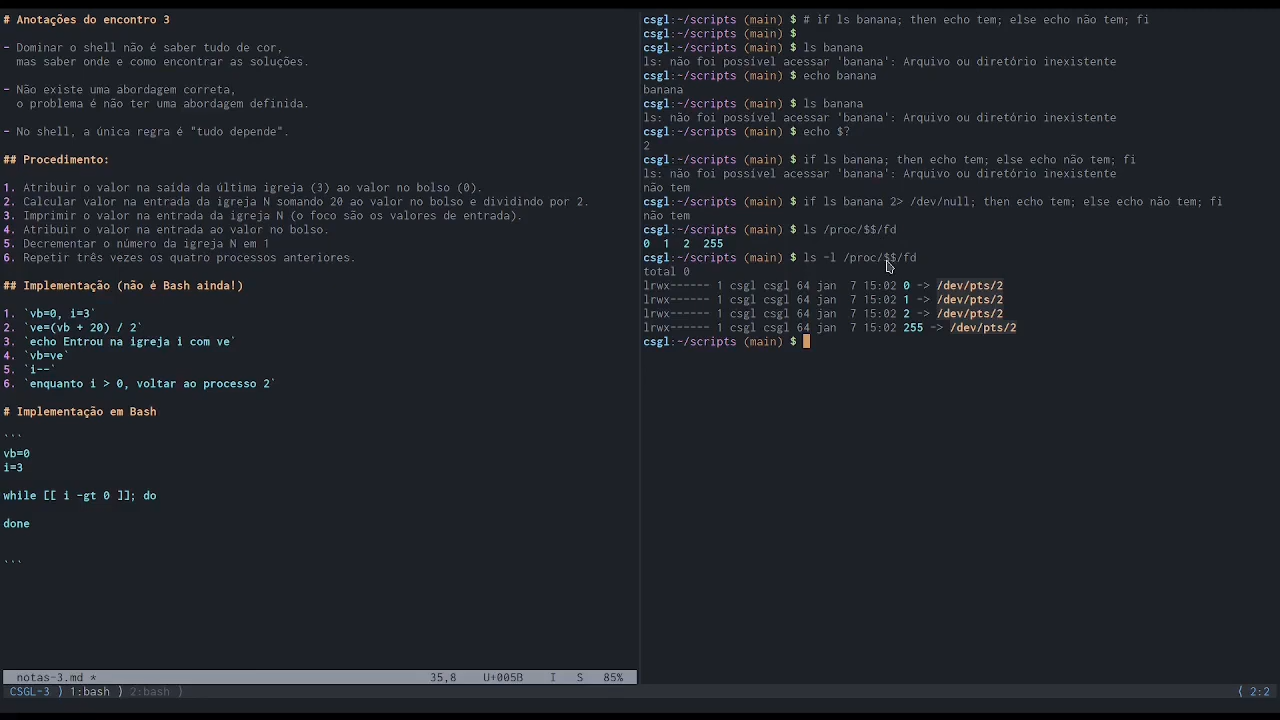 # Anotações do encontro 3
- Dominar o shell não é saber tudo de cor,
mas saber onde e como encontrar as soluções.
- Não existe uma abordagem correta,
o problema é não ter uma abordagem definida.
- No shell, a única regra é "tudo depende".
## Procedimento:
1. Atribuir o valor na saída da última igreja (3) ao valor no bolso (0).
2. Calcular valor na entrada da igreja N somando 20 ao valor no bolso e dividindo por 2.
3. Imprimir o valor na entrada da igreja N (o foco são os valores de entrada).
4. Atribuir o valor na entrada ao valor no bolso.
5. Decrementar o número da igreja N em 1
6. Repetir três vezes os quatro processos anteriores.
## Implementação (não é Bash ainda!)
1. `vb=0, i=3`
2. `ve=(vb + 20) / 2`
3. `echo Entrou na igreja i com ve`
4. `vb=ve`
5. `i--`
6. `enquanto i > 0, voltar ao processo 2`
# Implementação em Bash
```
vb=0
i=3
while [[ i -gt 0 ]]; do
done
```
notas-3.md * 35,8 U+005B I S 85%
CSGL-3 ⟩ 1:bash ⟩ 2:bash ⟩
csgl:~/scripts (main) $ # if ls banana; then echo tem; else echo não tem; fi
csgl:~/scripts (main) $
csgl:~/scripts (main) $ ls banana
ls: não foi possível acessar 'banana': Arquivo ou diretório inexistente
csgl:~/scripts (main) $ echo banana
banana
csgl:~/scripts (main) $ ls banana
ls: não foi possível acessar 'banana': Arquivo ou diretório inexistente
csgl:~/scripts (main) $ echo $?
2
csgl:~/scripts (main) $ if ls banana; then echo tem; else echo não tem; fi
ls: não foi possível acessar 'banana': Arquivo ou diretório inexistente
não tem
csgl:~/scripts (main) $ if ls banana 2> /dev/null; then echo tem; else echo não tem; fi
não tem
csgl:~/scripts (main) $ ls /proc/$$/fd
0 1 2 255
csgl:~/scripts (main) $ ls -l /proc/$$/fd
total 0
lrwx------ 1 csgl csgl 64 jan 7 15:02 0 -> /dev/pts/2
lrwx------ 1 csgl csgl 64 jan 7 15:02 1 -> /dev/pts/2
lrwx------ 1 csgl csgl 64 jan 7 15:02 2 -> /dev/pts/2
lrwx------ 1 csgl csgl 64 jan 7 15:02 255 -> /dev/pts/2
csgl:~/scripts (main) $
⟨ 2:2